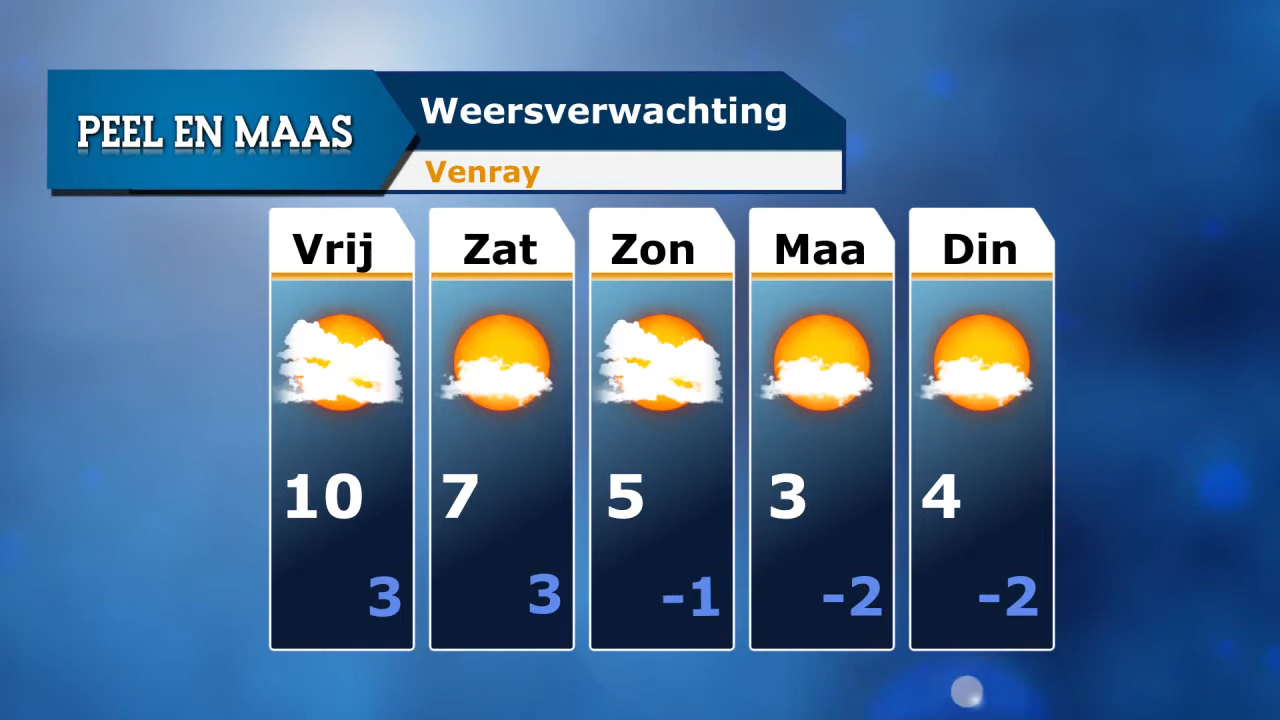 PEEL EN MAAS
Weersverwachting
Venray
Vrij Zat Zon Maa Din
10 7 5 3 4
3 3 -1 -2 -2